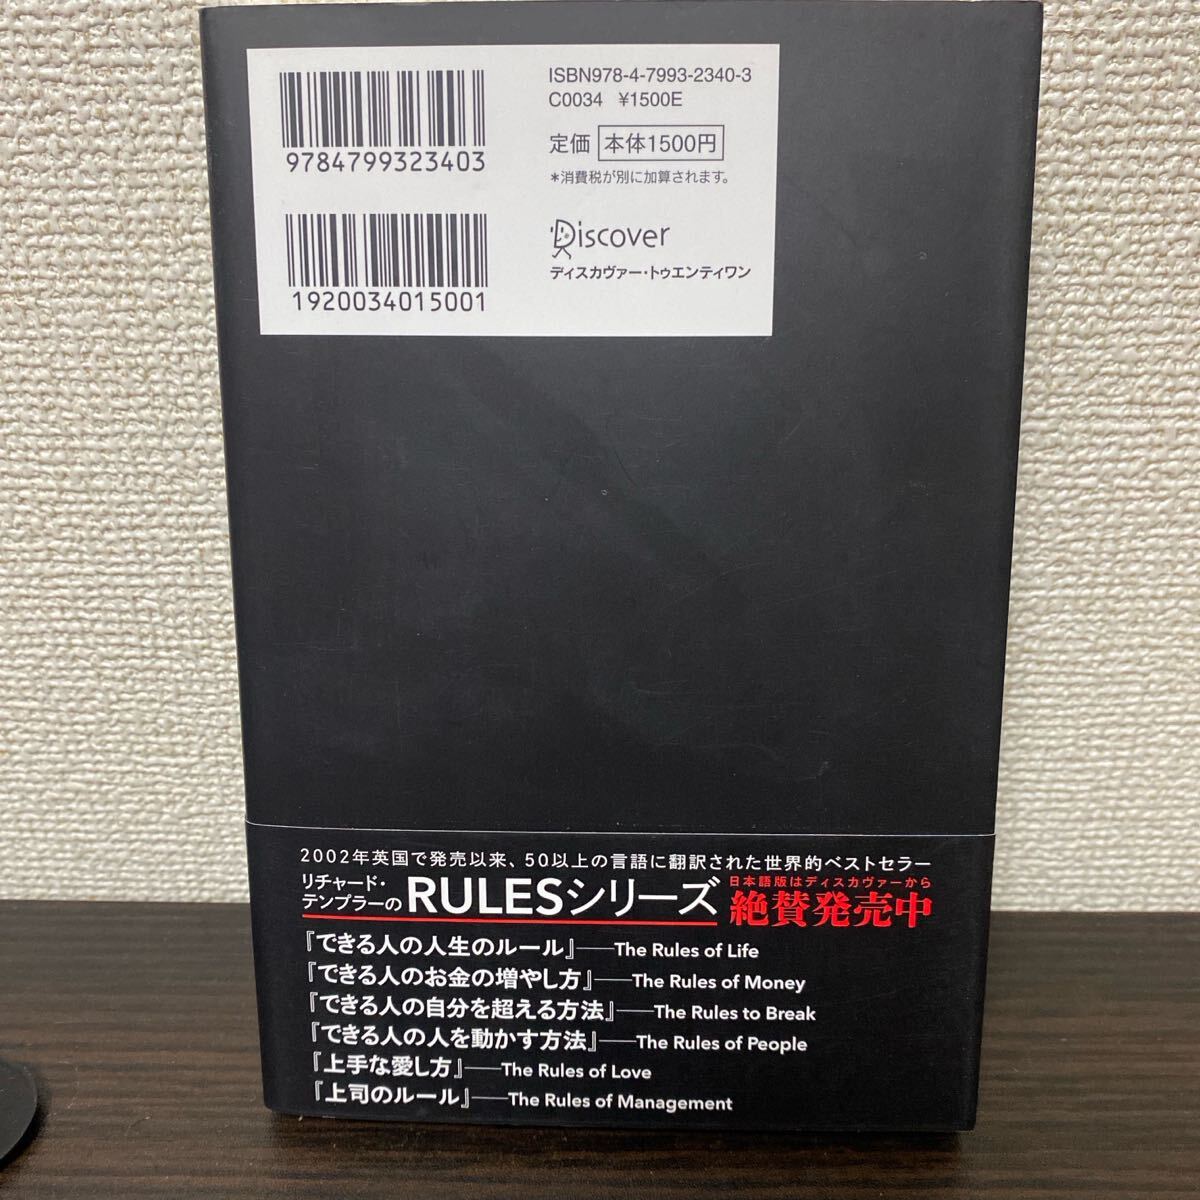 ISBN978-4-7993-2340-3
C0034 ¥1500E
9784799323403
定価 本体1500円
*消費税が別に加算されます。
1920034015001
Discover
ディスカヴァー・トゥエンティワン
2002年英国で発売以来、50以上の言語に翻訳された世界的ベストセラー
リチャード・
テンプラーの
RULESシリーズ
日本語版はディスカヴァーから
絶賛発売中
『できる人の人生のルール』——The Rules of Life
『できる人のお金の増やし方』——The Rules of Money
『できる人の自分を超える方法』——The Rules to Break
『できる人の人を動かす方法』——The Rules of People
『上手な愛し方』——The Rules of Love
『上司のルール』——The Rules of Management